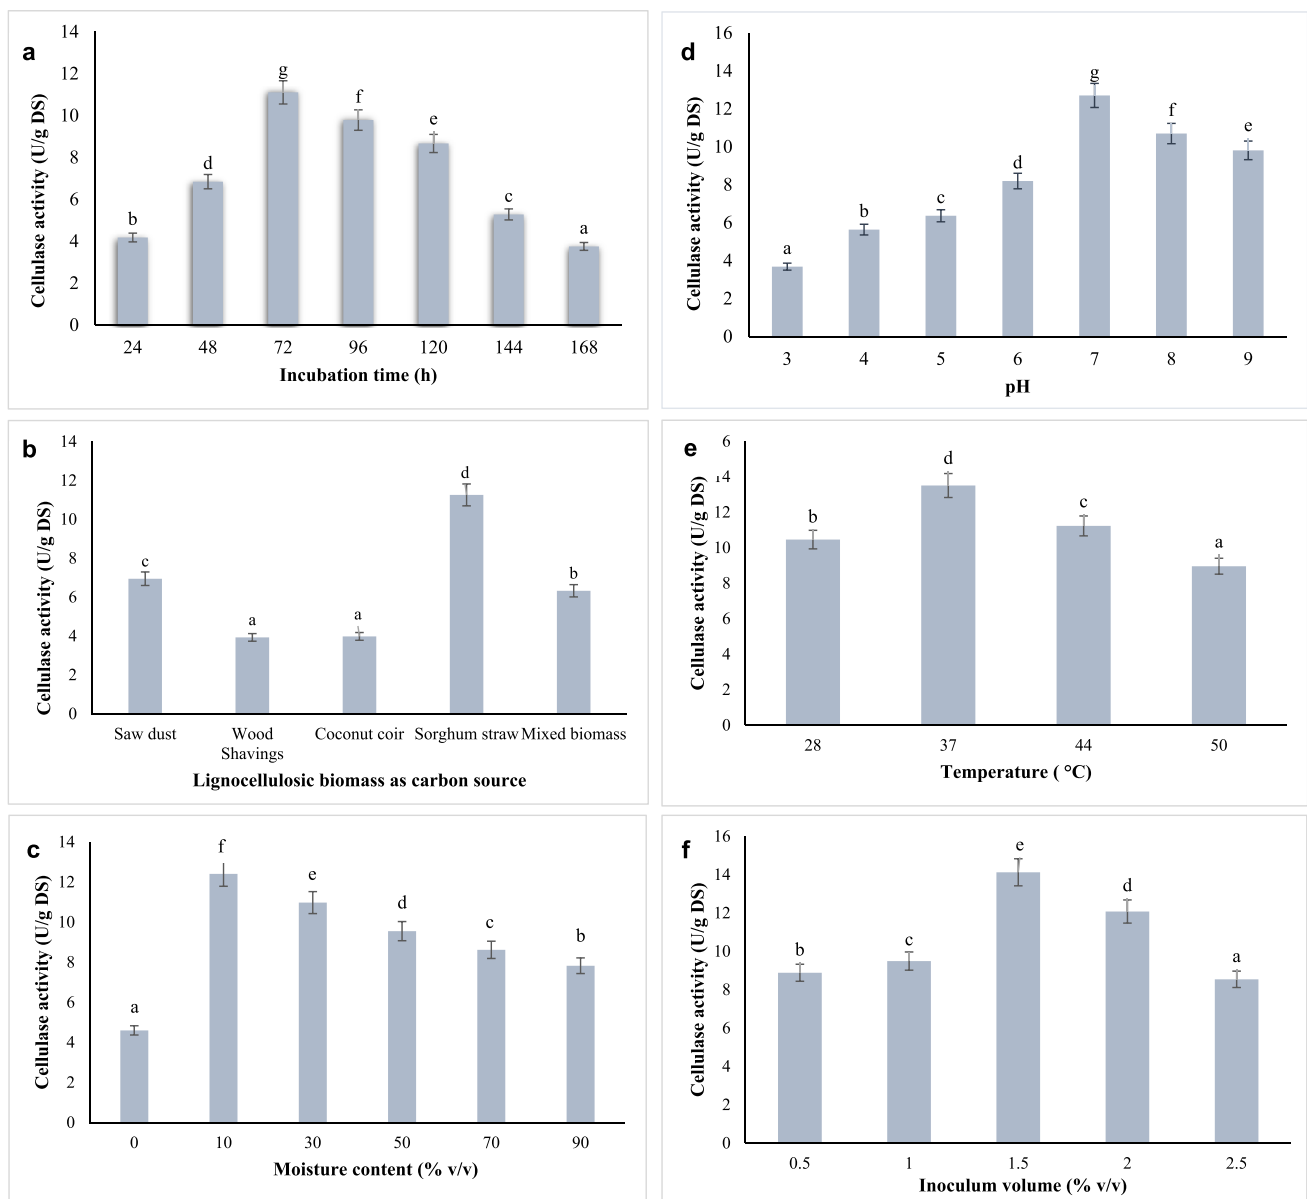 a
14
12
10
8
6
4
2
0
Cellulase activity (U/g DS)
b
d
g
f
e
c
a
24 48 72 96 120 144 168
Incubation time (h)
b
14
12
10
8
6
4
2
0
Cellulase activity (U/g DS)
c
a
a
d
b
Saw dust Wood Coconut coir Sorghum straw Mixed biomass
Shavings
Lignocellulosic biomass as carbon source
c
14
12
10
8
6
4
2
0
Cellulase activity (U/g DS)
a
f
e
d
c
b
0 10 30 50 70 90
Moisture content (% v/v)
d
16
14
12
10
8
6
4
2
0
Cellulase activity (U/g DS)
a
b
c
d
g
f
e
3 4 5 6 7 8 9
pH
e
6
14
12
10
8
6
4
2
0
Cellulase activity (U/g DS)
b
d
c
a
28 37 44 50
Temperature ( °C)
f
16
14
12
10
8
6
4
2
0
Cellulase activity (U/g DS)
b
c
e
d
a
0.5 1 1.5 2 2.5
Inoculum volume (% v/v)